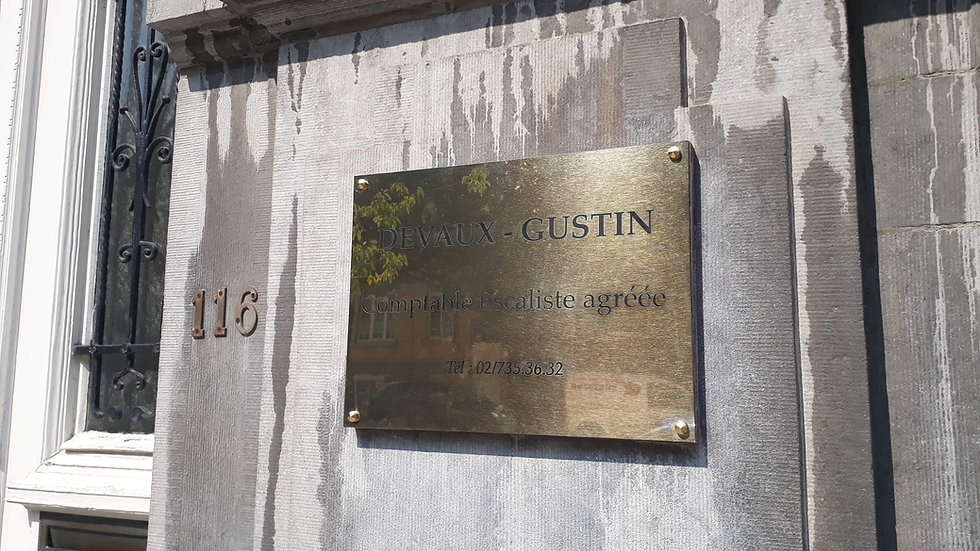 116
DEVAUX - GUSTIN
Comptable fiscaliste agréée
Tél : 02/735.36.32